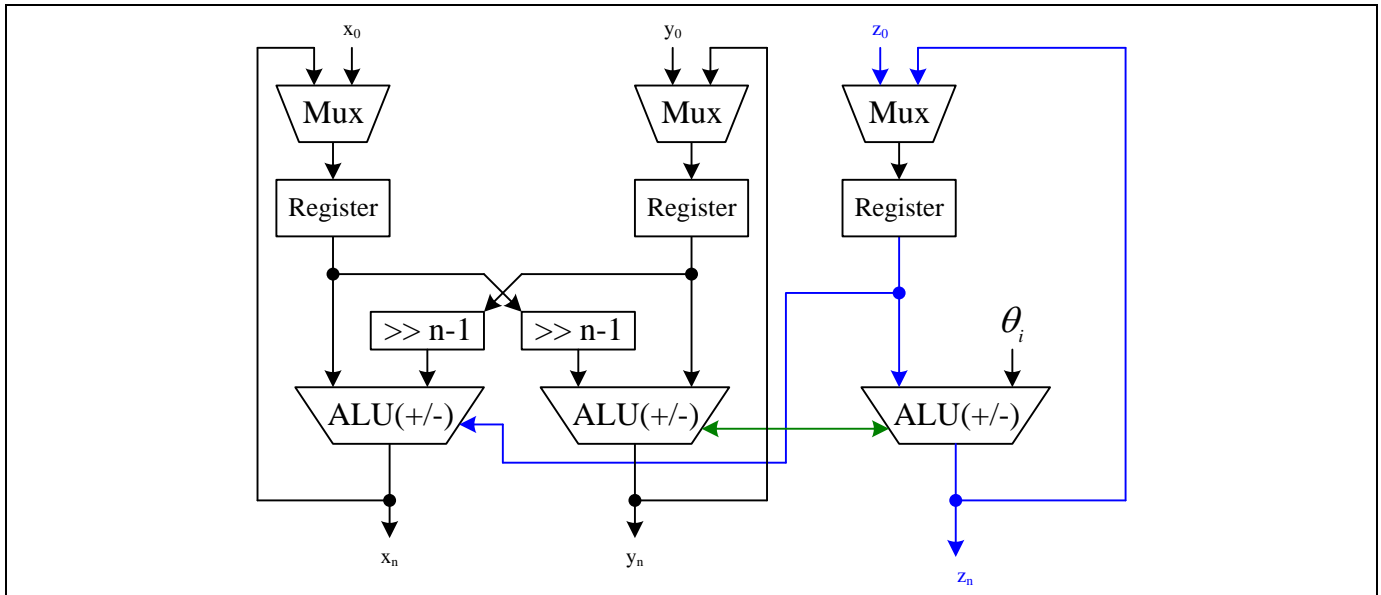 x0 y0 z0
Mux Mux Mux
Register Register Register
>> n-1 >> n-1 θi
ALU(+/-) ALU(+/-) ALU(+/-)
xn yn zn